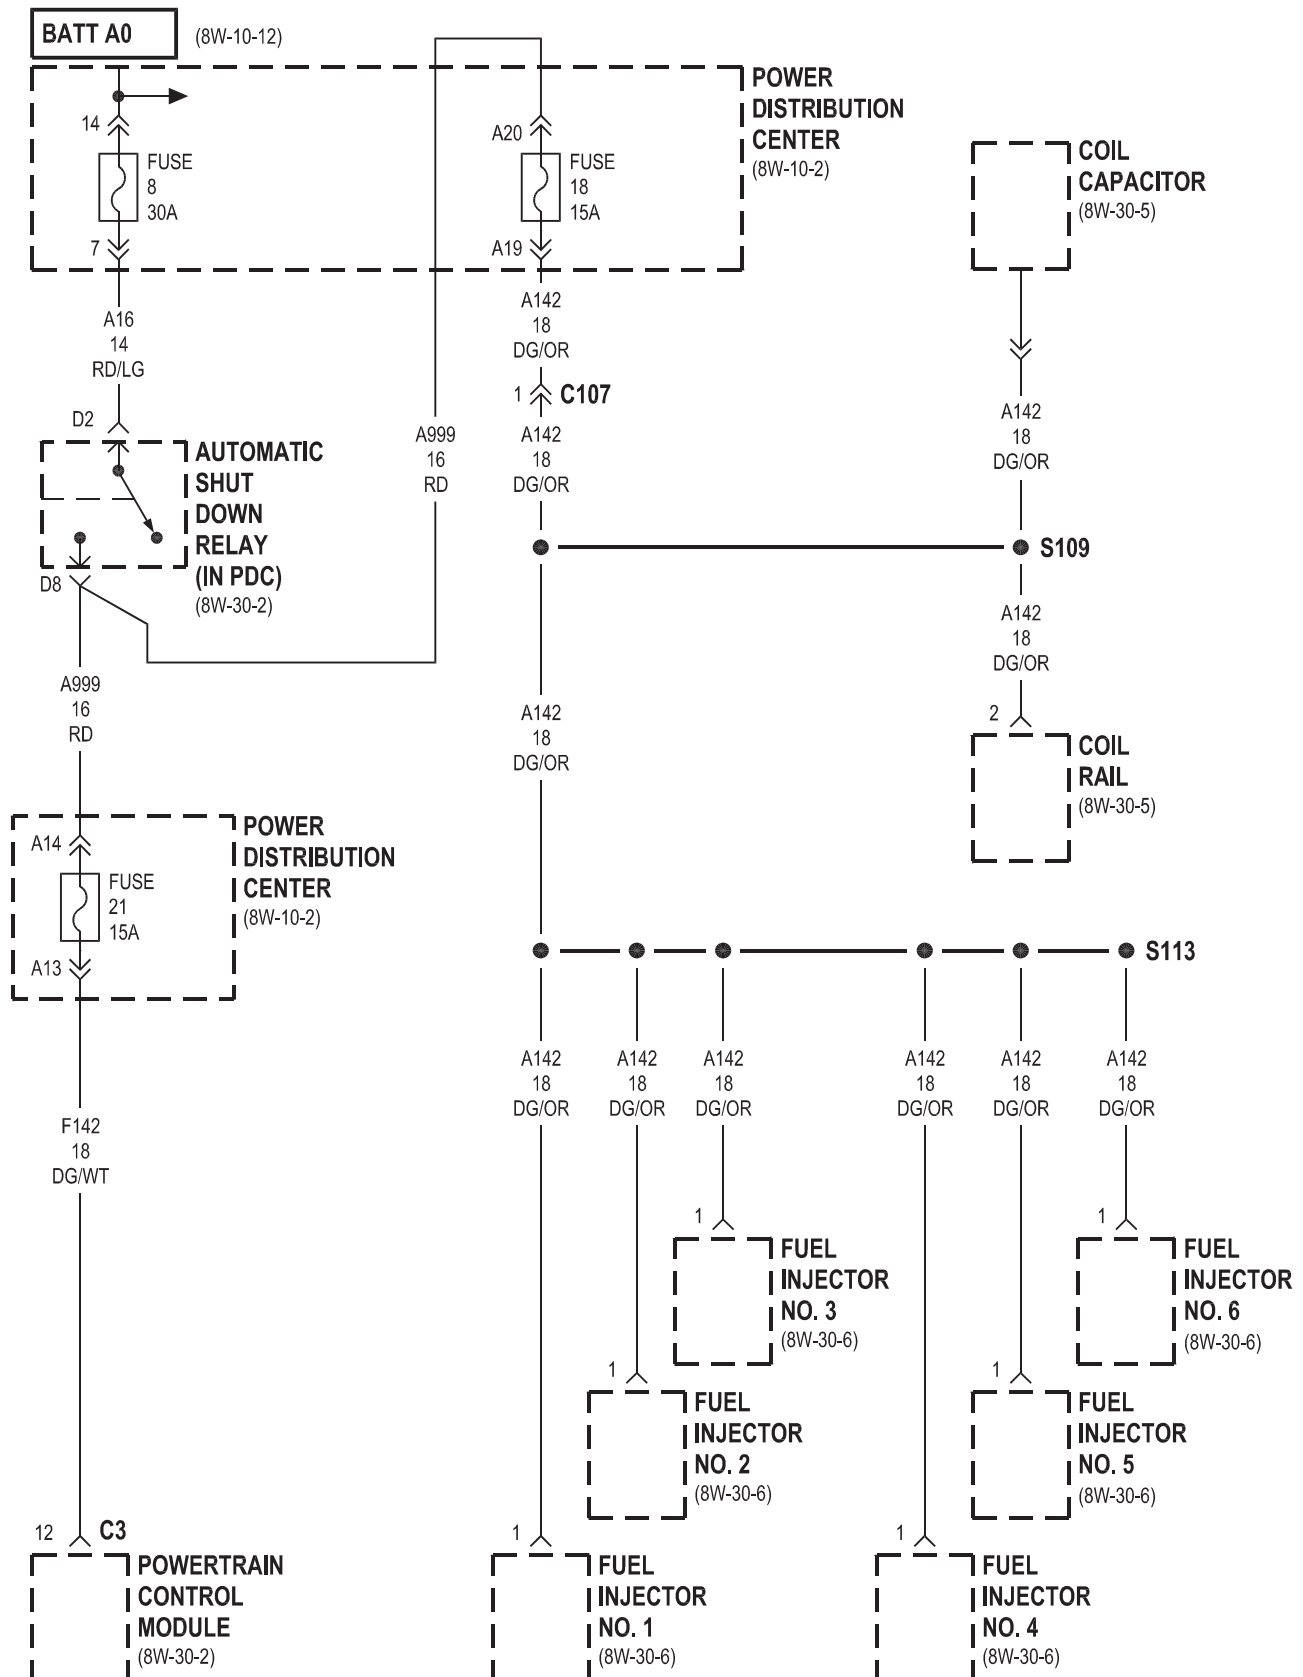 BATT A0
(8W-10-12)
POWER
DISTRIBUTION
CENTER
(8W-10-2)
14
FUSE
8
30A
7
A20
FUSE
18
15A
A19
COIL
CAPACITOR
(8W-30-5)
A16
14
RD/LG
A142
18
DG/OR
1
C107
D2
AUTOMATIC
SHUT
DOWN
RELAY
(IN PDC)
(8W-30-2)
D8
A999
16
RD
A142
18
DG/OR
A142
18
DG/OR
S109
A142
18
DG/OR
2
COIL
RAIL
(8W-30-5)
A999
16
RD
A142
18
DG/OR
A14
FUSE
21
15A
A13
POWER
DISTRIBUTION
CENTER
(8W-10-2)
S113
F142
18
DG/WT
A142
18
DG/OR
A142
18
DG/OR
A142
18
DG/OR
A142
18
DG/OR
A142
18
DG/OR
A142
18
DG/OR
1
FUEL
INJECTOR
NO. 3
(8W-30-6)
1
FUEL
INJECTOR
NO. 6
(8W-30-6)
1
FUEL
INJECTOR
NO. 2
(8W-30-6)
1
FUEL
INJECTOR
NO. 5
(8W-30-6)
12
C3
POWERTRAIN
CONTROL
MODULE
(8W-30-2)
1
FUEL
INJECTOR
NO. 1
(8W-30-6)
1
FUEL
INJECTOR
NO. 4
(8W-30-6)